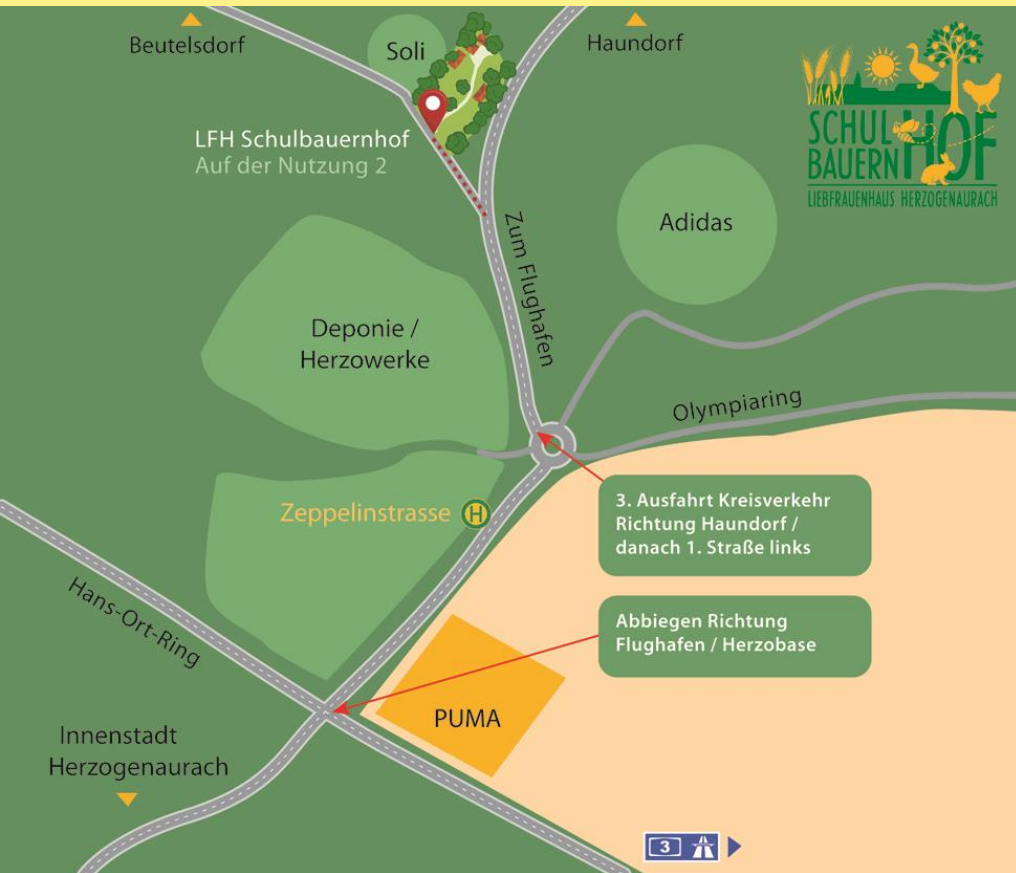 Beutelsdorf
Soli
Haundorf
SCHUL
BAUERN HOF
LIEBFRAUENHAUS HERZOGENAURACH
LFH Schulbauernhof
Auf der Nutzung 2
Adidas
Zum Flughafen
Deponie /
Herzowerke
Olympiaring
Zeppelinstrasse H
3. Ausfahrt Kreisverkehr
Richtung Haundorf /
danach 1. Straße links
Hans-Ort-Ring
Abbiegen Richtung
Flughafen / Herzobase
PUMA
Innenstadt
Herzogenaurach
3